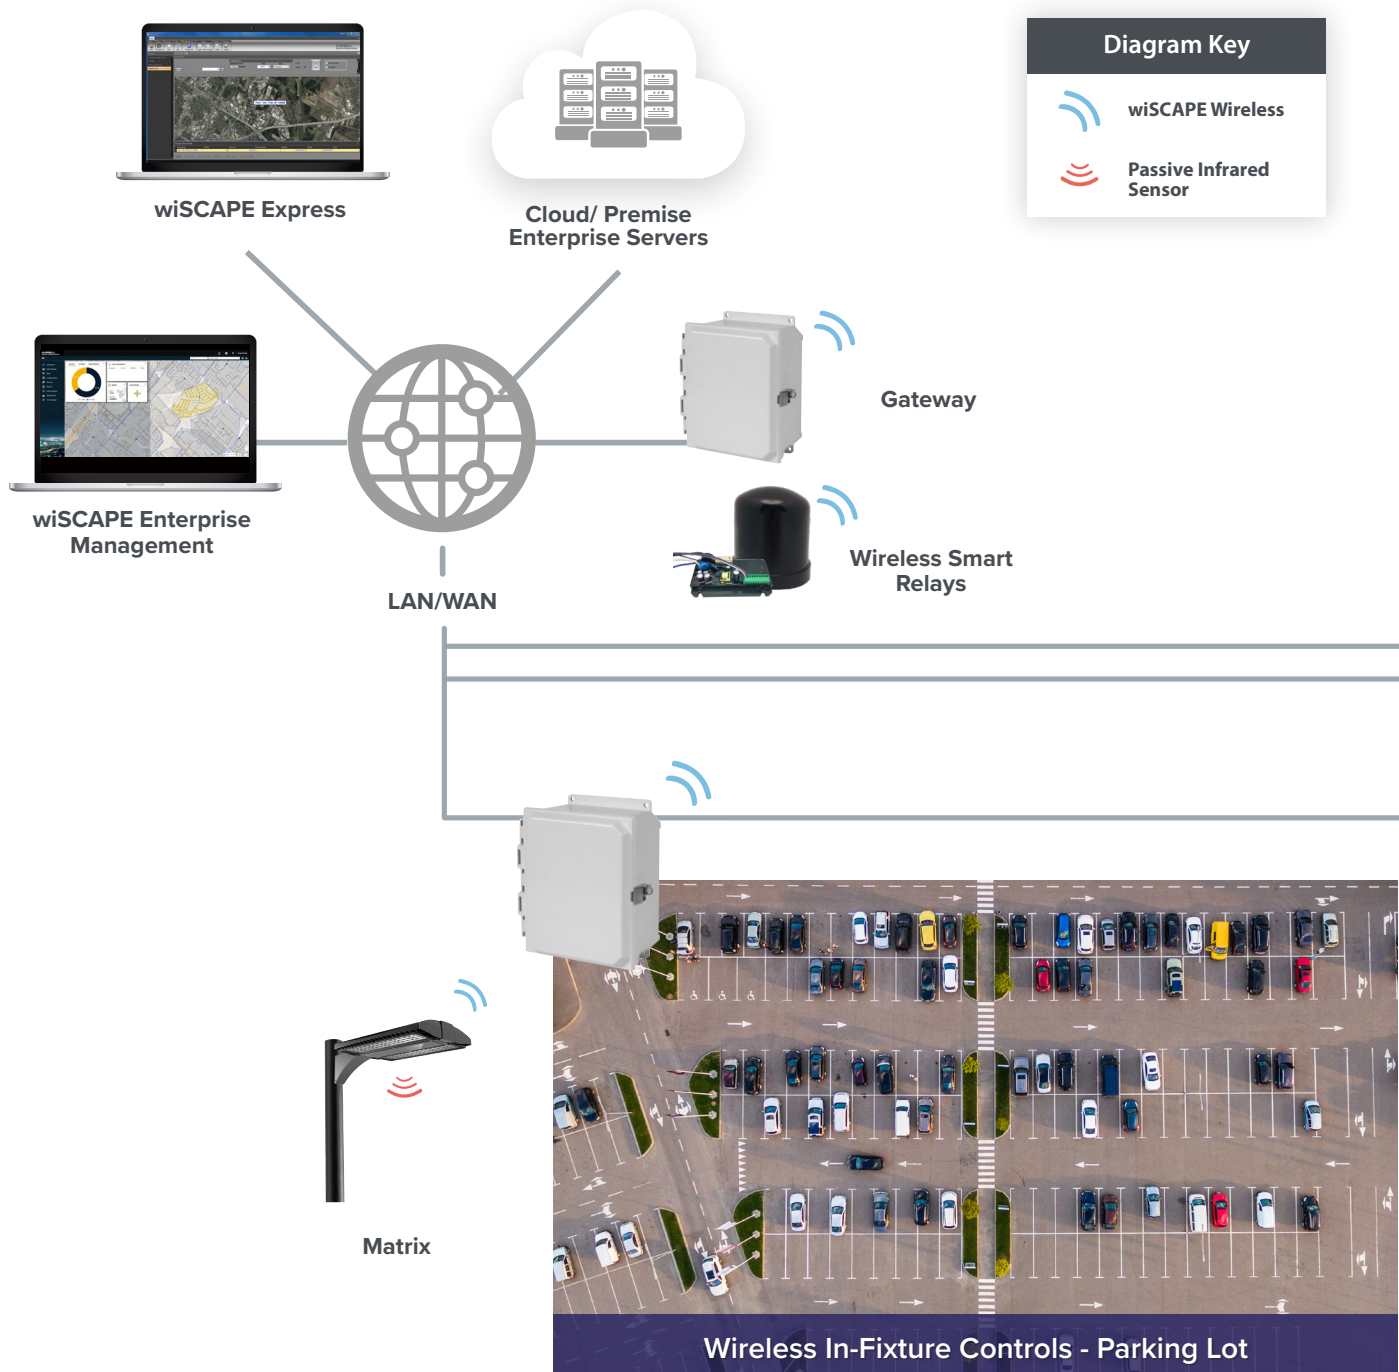 Diagram Key
wiSCAPE Wireless
Passive Infrared
Sensor
wiSCAPE Express
Cloud/ Premise
Enterprise Servers
Gateway
wiSCAPE Enterprise
Management
Wireless Smart
Relays
LAN/WAN
Matrix
Wireless In-Fixture Controls - Parking Lot